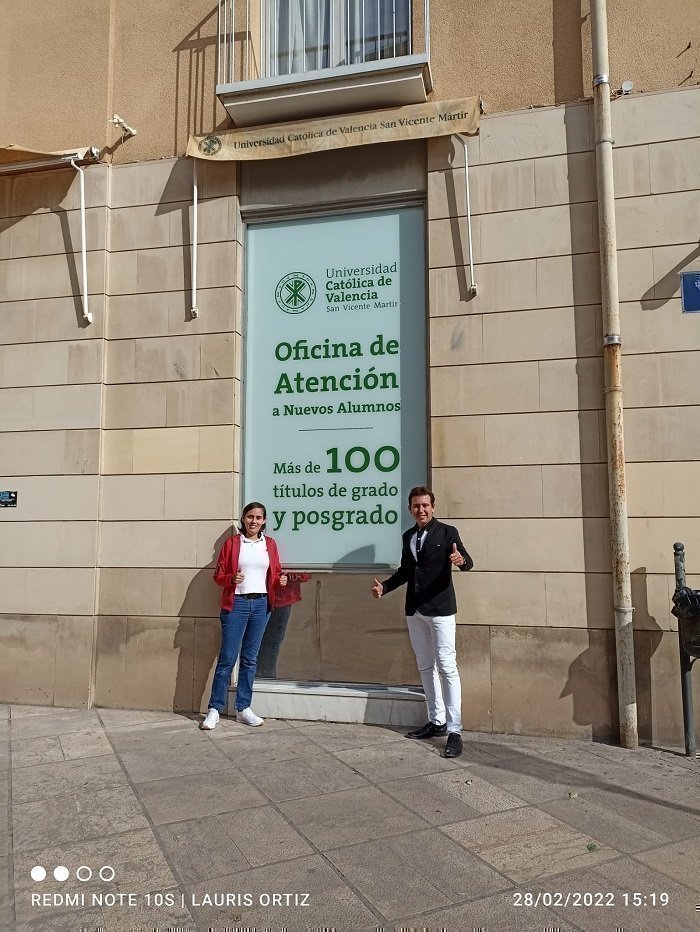 Universidad Católica de Valencia San Vicente Mártir
Universidad
Católica de
Valencia
San Vicente Mártir
Oficina de
Atención
a Nuevos Alumnos
Más de 100
títulos de grado
y posgrado
REDMI NOTE 10S | LAURIS ORTIZ
28/02/2022 15:19